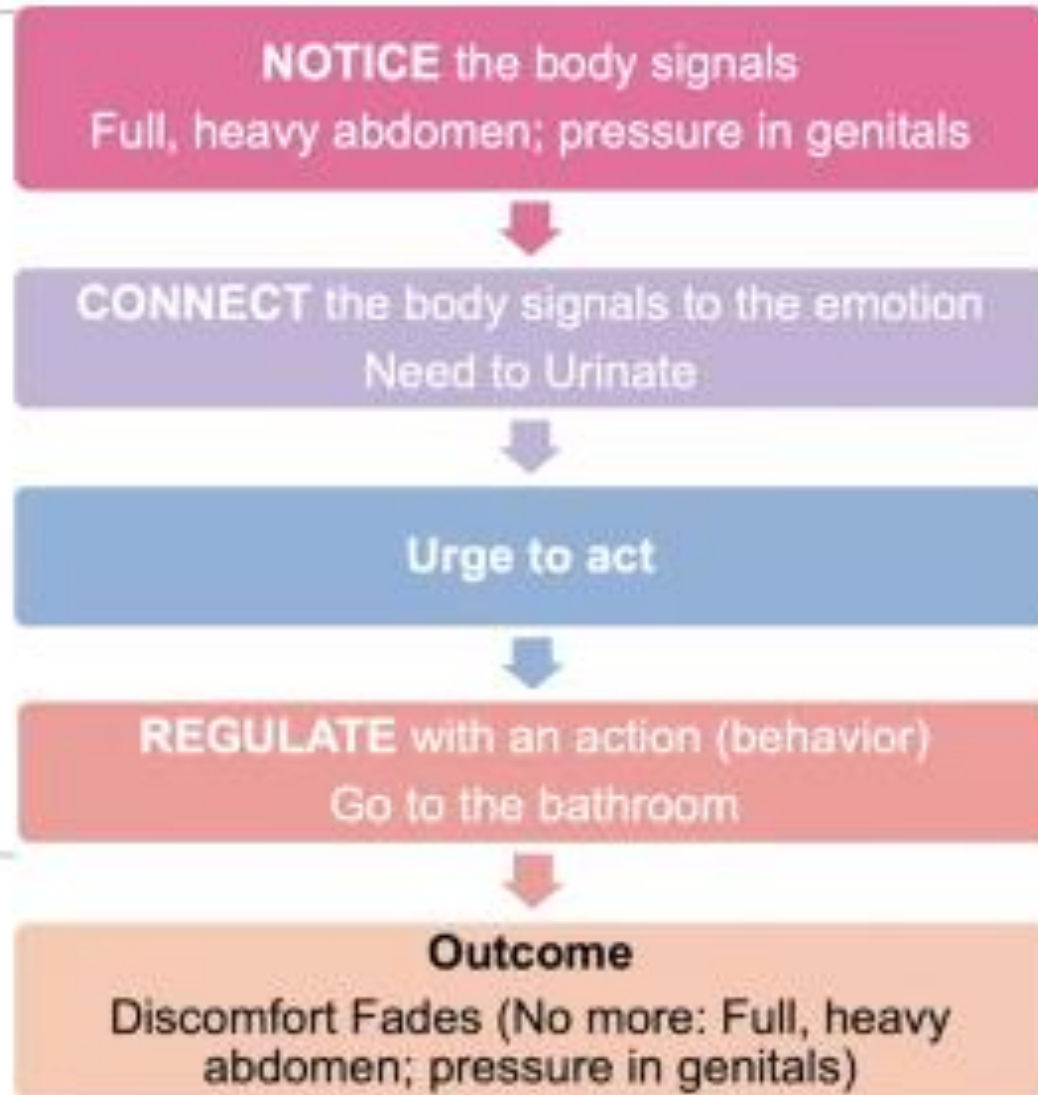 NOTICE the body signals
Full, heavy abdomen; pressure in genitals
CONNECT the body signals to the emotion
Need to Urinate
Urge to act
REGULATE with an action (behavior)
Go to the bathroom
Outcome
Discomfort Fades (No more: Full, heavy
abdomen; pressure in genitals)